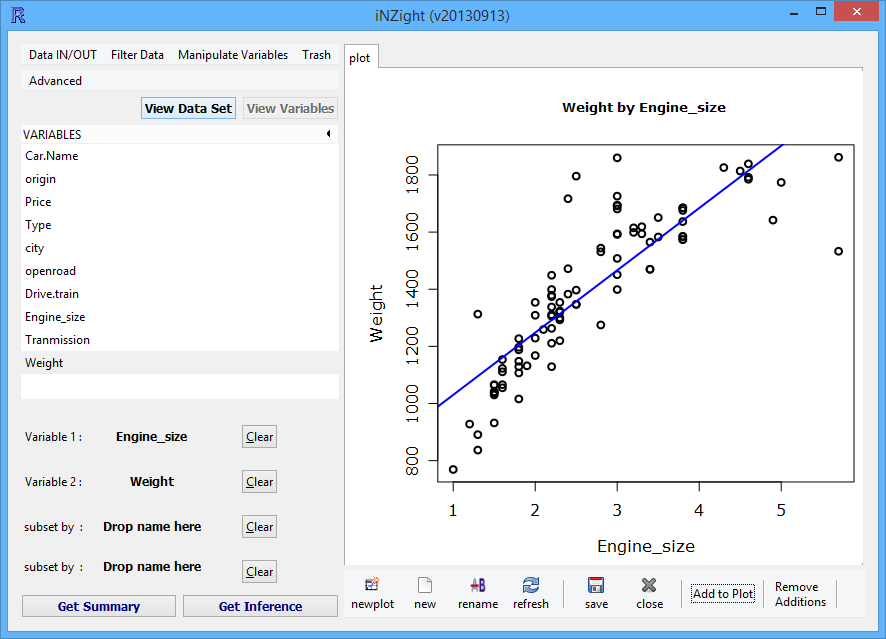 iNZight (v20130913)
Data IN/OUT Filter Data Manipulate Variables Trash
Advanced
View Data Set View Variables
VARIABLES
Car.Name
origin
Price
Type
city
openroad
Drive.train
Engine_size
Tranmission
Weight
Variable 1 : Engine_size Clear
Variable 2 : Weight Clear
subset by : Drop name here Clear
subset by : Drop name here Clear
Get Summary Get Inference
plot
Weight by Engine_size
1800
1600
1400
1200
1000
800
Weight
1 2 3 4 5
Engine_size
newplot new rename refresh save close Add to Plot Remove
Additions